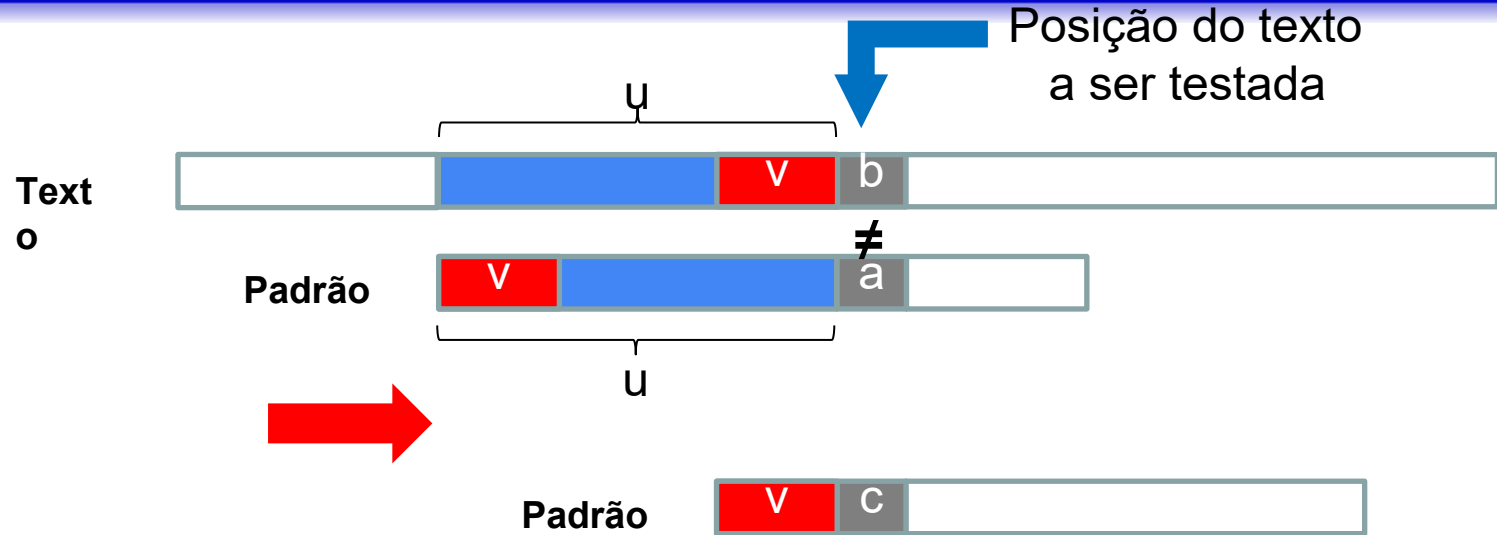 Posição do texto
a ser testada
u
v b
Text
o
≠
v a
Padrão
u
v c
Padrão